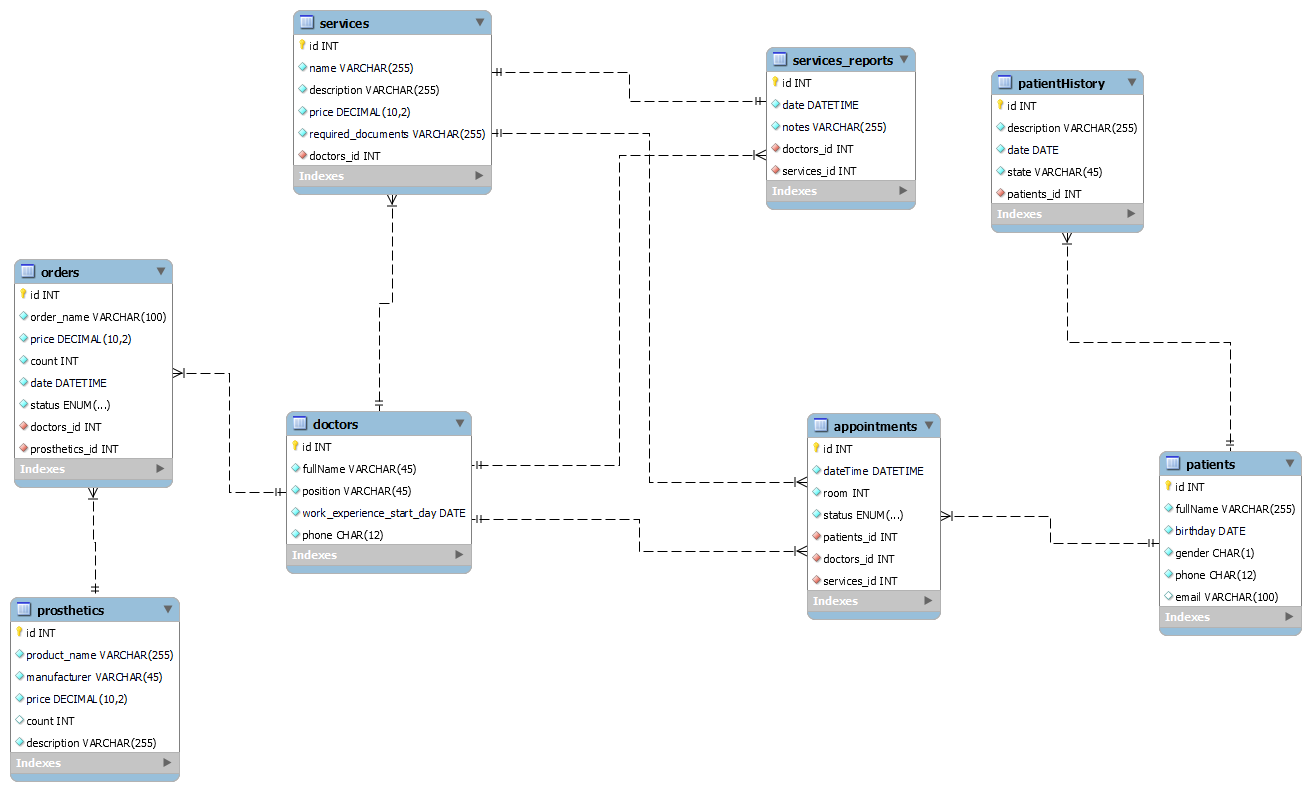 services
id INT
name VARCHAR(255)
description VARCHAR(255)
price DECIMAL(10,2)
required_documents VARCHAR(255)
doctors_id INT
Indexes
services_reports
id INT
date DATETIME
notes VARCHAR(255)
doctors_id INT
services_id INT
Indexes
patientHistory
id INT
description VARCHAR(255)
date DATE
state VARCHAR(45)
patients_id INT
Indexes
orders
id INT
order_name VARCHAR(100)
price DECIMAL(10,2)
count INT
date DATETIME
status ENUM(...)
doctors_id INT
prosthetics_id INT
Indexes
doctors
id INT
fullName VARCHAR(45)
position VARCHAR(45)
work_experience_start_day DATE
phone CHAR(12)
Indexes
appointments
id INT
dateTime DATETIME
room INT
status ENUM(...)
patients_id INT
doctors_id INT
services_id INT
Indexes
patients
id INT
fullName VARCHAR(255)
birthday DATE
gender CHAR(1)
phone CHAR(12)
email VARCHAR(100)
Indexes
prosthetics
id INT
product_name VARCHAR(255)
manufacturer VARCHAR(45)
price DECIMAL(10,2)
count INT
description VARCHAR(255)
Indexes